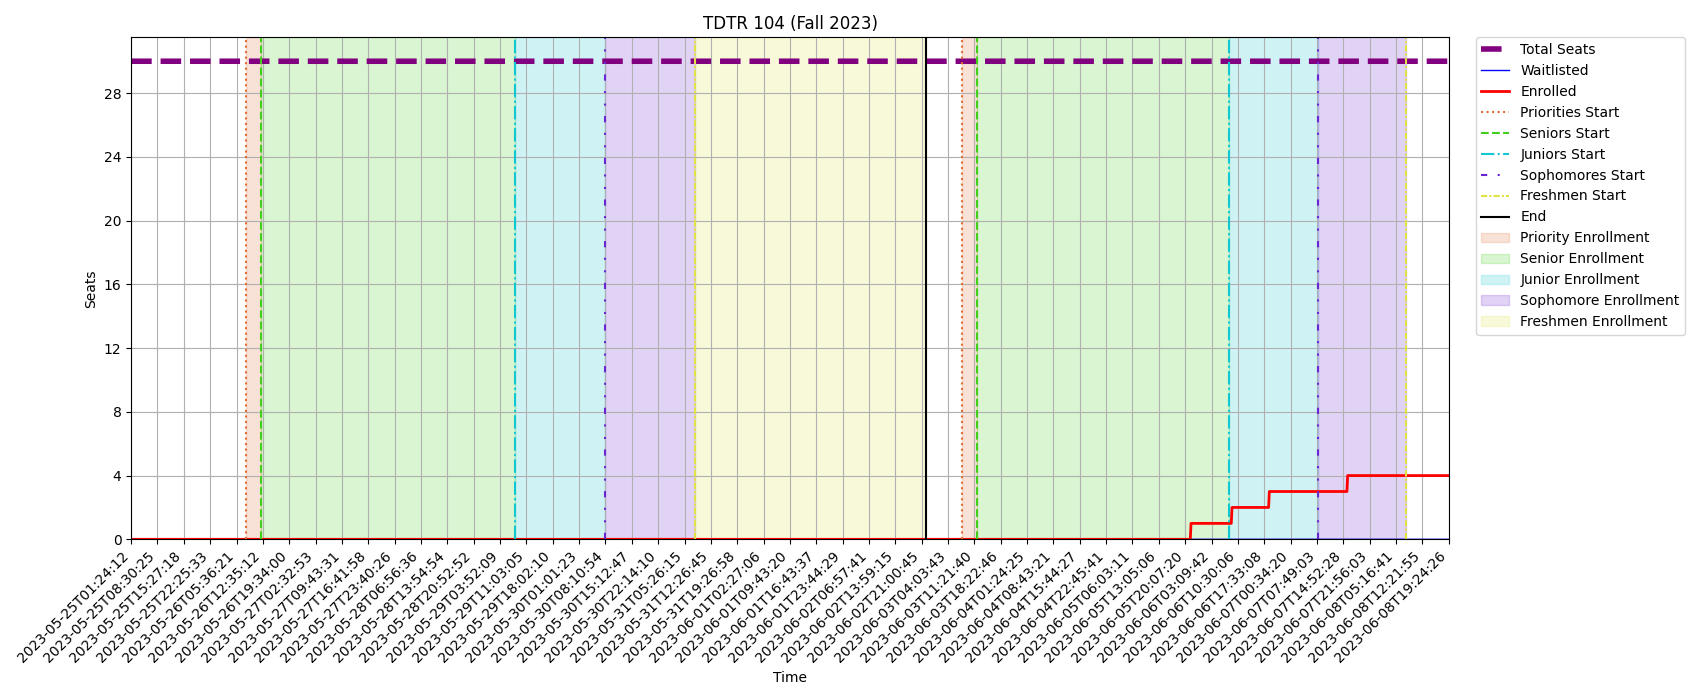 TDTR 104 (Fall 2023)
Seats
28
24
20
16
12
8
4
0
2023-05-25T01:24:12
2023-05-25T08:30:25
2023-05-25T15:27:18
2023-05-25T22:25:33
2023-05-26T05:36:21
2023-05-26T12:35:12
2023-05-26T19:34:00
2023-05-27T02:32:53
2023-05-27T09:43:31
2023-05-27T16:41:58
2023-05-27T23:40:26
2023-05-28T06:56:36
2023-05-28T13:54:54
2023-05-28T20:52:52
2023-05-29T03:52:09
2023-05-29T11:03:05
2023-05-29T18:02:10
2023-05-30T01:01:23
2023-05-30T08:10:54
2023-05-30T15:12:47
2023-05-30T22:14:10
2023-05-31T05:26:15
2023-05-31T12:26:45
2023-05-31T19:26:58
2023-06-01T02:27:06
2023-06-01T09:43:20
2023-06-01T16:43:37
2023-06-01T23:44:29
2023-06-02T06:57:41
2023-06-02T13:59:15
2023-06-02T21:00:45
2023-06-03T04:03:43
2023-06-03T11:21:40
2023-06-03T18:22:46
2023-06-04T01:24:25
2023-06-04T08:43:21
2023-06-04T15:44:27
2023-06-04T22:45:41
2023-06-05T06:03:11
2023-06-05T13:05:06
2023-06-05T20:07:20
2023-06-06T03:09:42
2023-06-06T10:30:06
2023-06-06T17:33:08
2023-06-07T00:34:20
2023-06-07T07:49:03
2023-06-07T14:52:28
2023-06-07T21:56:03
2023-06-08T05:16:41
2023-06-08T12:21:55
2023-06-08T19:24:26
Time
Total Seats
Waitlisted
Enrolled
Priorities Start
Seniors Start
Juniors Start
Sophomores Start
Freshmen Start
End
Priority Enrollment
Senior Enrollment
Junior Enrollment
Sophomore Enrollment
Freshmen Enrollment